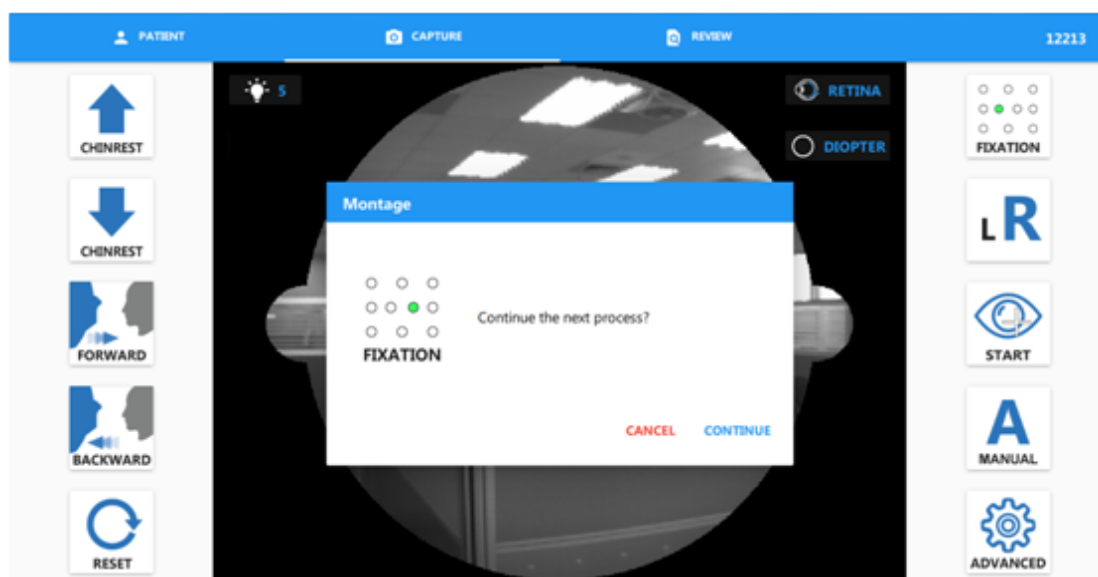 PATIENT
CAPTURE
REVIEW
12213
CHINREST
CHINREST
FORWARD
BACKWARD
RESET
5
RETINA
DIOPTER
Montage
FIXATION
Continue the next process?
CANCEL
CONTINUE
FIXATION
L R
START
A
MANUAL
ADVANCED